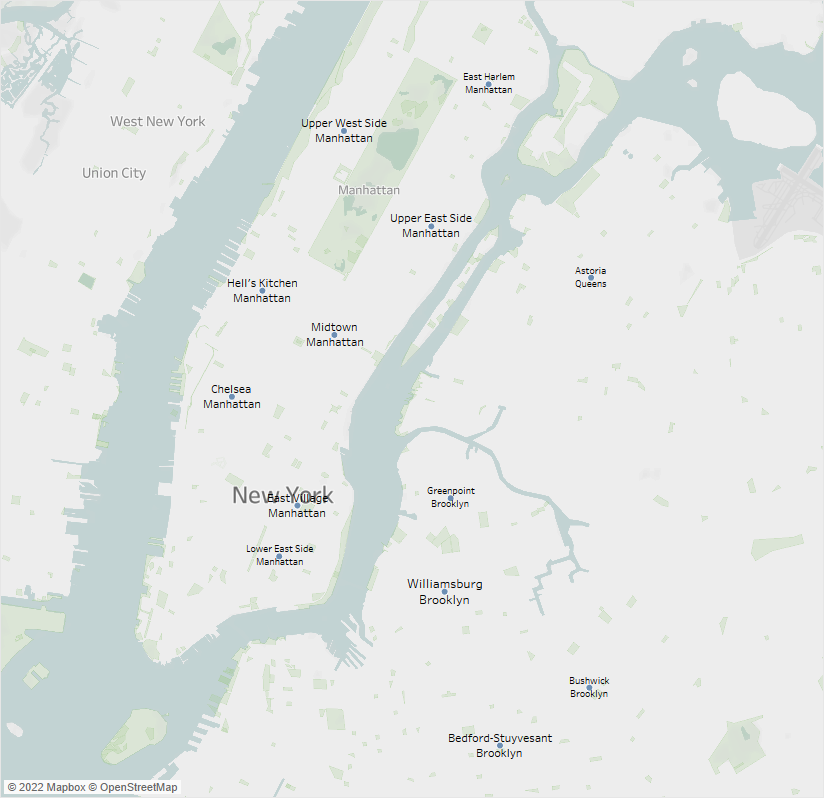 East Harlem
Manhattan
West New York
Upper West Side
Manhattan
Union City
Manhattan
Upper East Side
Manhattan
Astoria
Queens
Hell's Kitchen
Manhattan
Midtown
Manhattan
Chelsea
Manhattan
New York
East Village
Manhattan
Greenpoint
Brooklyn
Lower East Side
Manhattan
Williamsburg
Brooklyn
Bushwick
Brooklyn
Bedford-Stuyvesant
Brooklyn
© 2022 Mapbox © OpenStreetMap